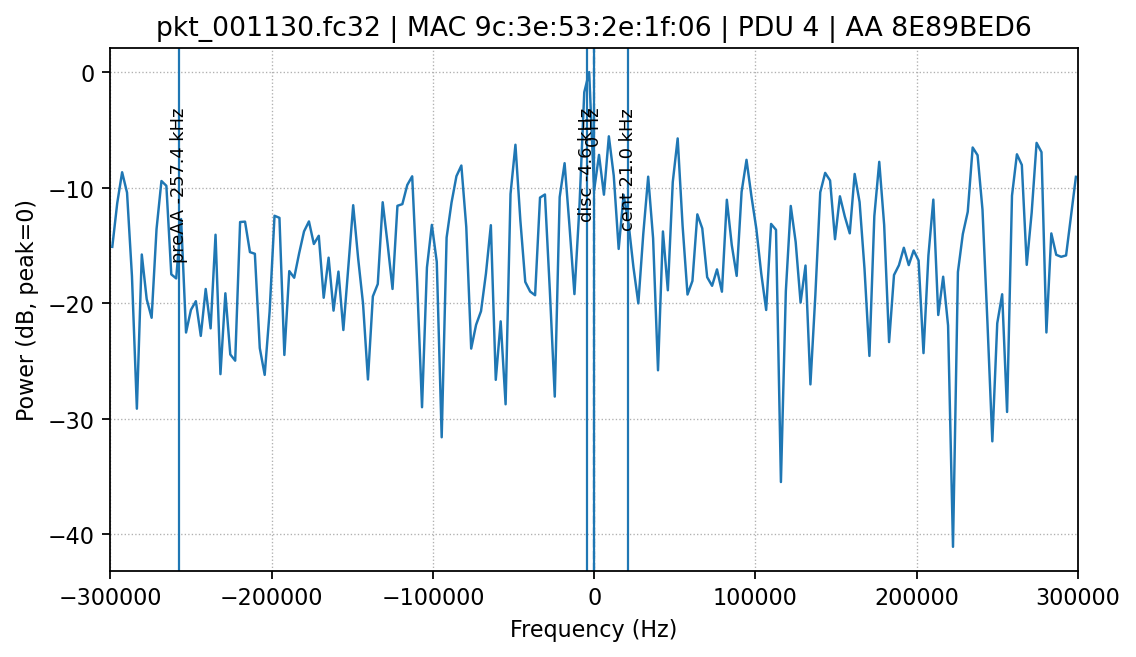 pkt_001130.fc32 | MAC 9c:3e:53:2e:1f:06 | PDU 4 | AA 8E89BED6
Power (dB, peak=0)
0
−10
−20
−30
−40
preAA -257.4 kHz
disc -4.6 kHz
cent 21.0 kHz
−300000
−200000
−100000
0
100000
200000
300000
Frequency (Hz)